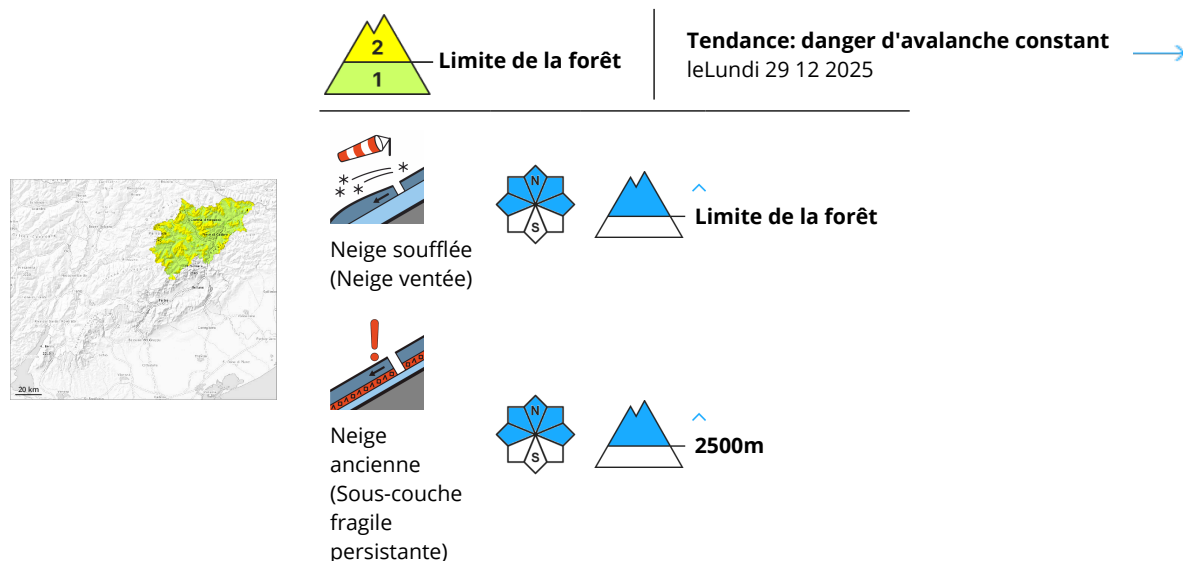 2
1
Limite de la forêt
Tendance: danger d'avalanche constant
leLundi 29 12 2025
Neige soufflée
(Neige ventée)
N
S
Limite de la forêt
20 km
Neige
ancienne
(Sous-couche
fragile
persistante)
N
S
2500m